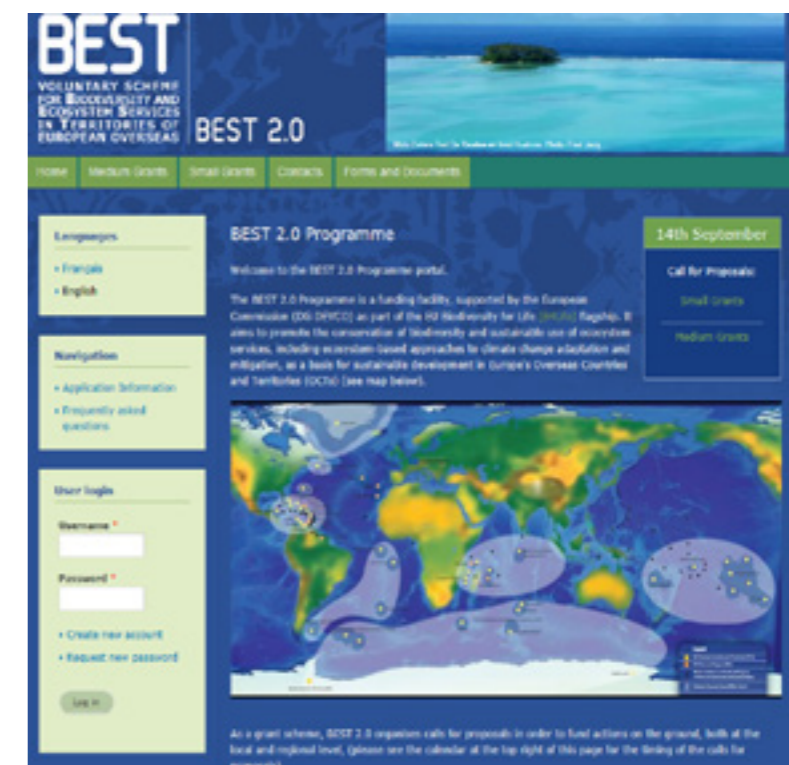 BEST
VOLUNTARY SCHEME
FOR BIODIVERSITY AND
ECOSYSTEM SERVICES
IN TERRITORIES OF
EUROPEAN OVERSEAS
BEST 2.0
Home Medium Grants Small Grants Contacts Forms and Documents
Languages
Français
English
Navigation
Application Information
Frequently asked
questions
User login
Username *
Password *
Create new account
Request new password
Log in
BEST 2.0 Programme
Welcome to the BEST 2.0 Programme portal.
The BEST 2.0 Programme is a funding facility, supported by the European
Commission (DG DEVCO) as part of the EU Biodiversity for Life flagship. It
aims to promote the conservation of biodiversity and sustainable use of ecosystem
services, including ecosystem-based approaches to climate change adaptation and
mitigation, as a basis for sustainable development in Europe's Overseas Countries
and Territories (OCTs) (see map below).
14th September
Call for Proposals:
Small Grants
Medium Grants
As a grant scheme, BEST 2.0 organises calls for proposals in order to fund actions on the ground, both at the
local and regional level, (please see the calendar at the top right of this page for the timing of the calls for